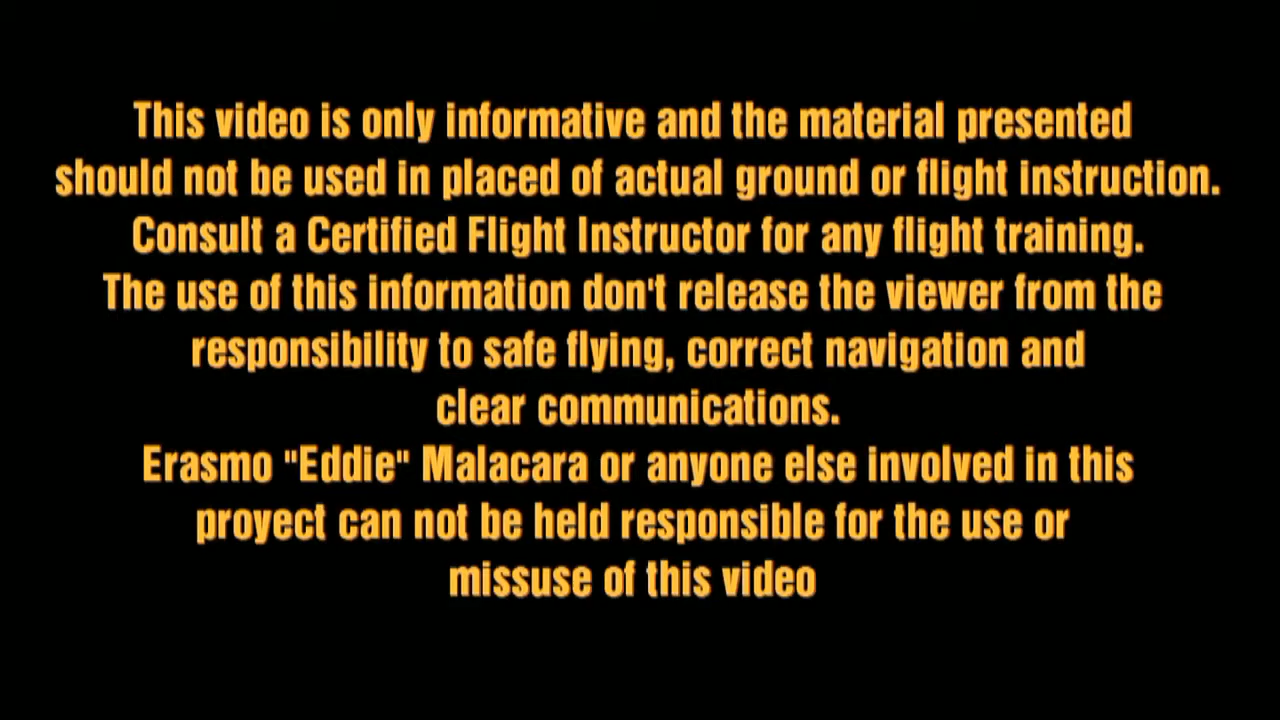 This video is only informative and the material presented
should not be used in placed of actual ground or flight instruction.
Consult a Certified Flight Instructor for any flight training.
The use of this information don't release the viewer from the
responsibility to safe flying, correct navigation and
clear communications.
Erasmo "Eddie" Malacara or anyone else involved in this
proyect can not be held responsible for the use or
missuse of this video